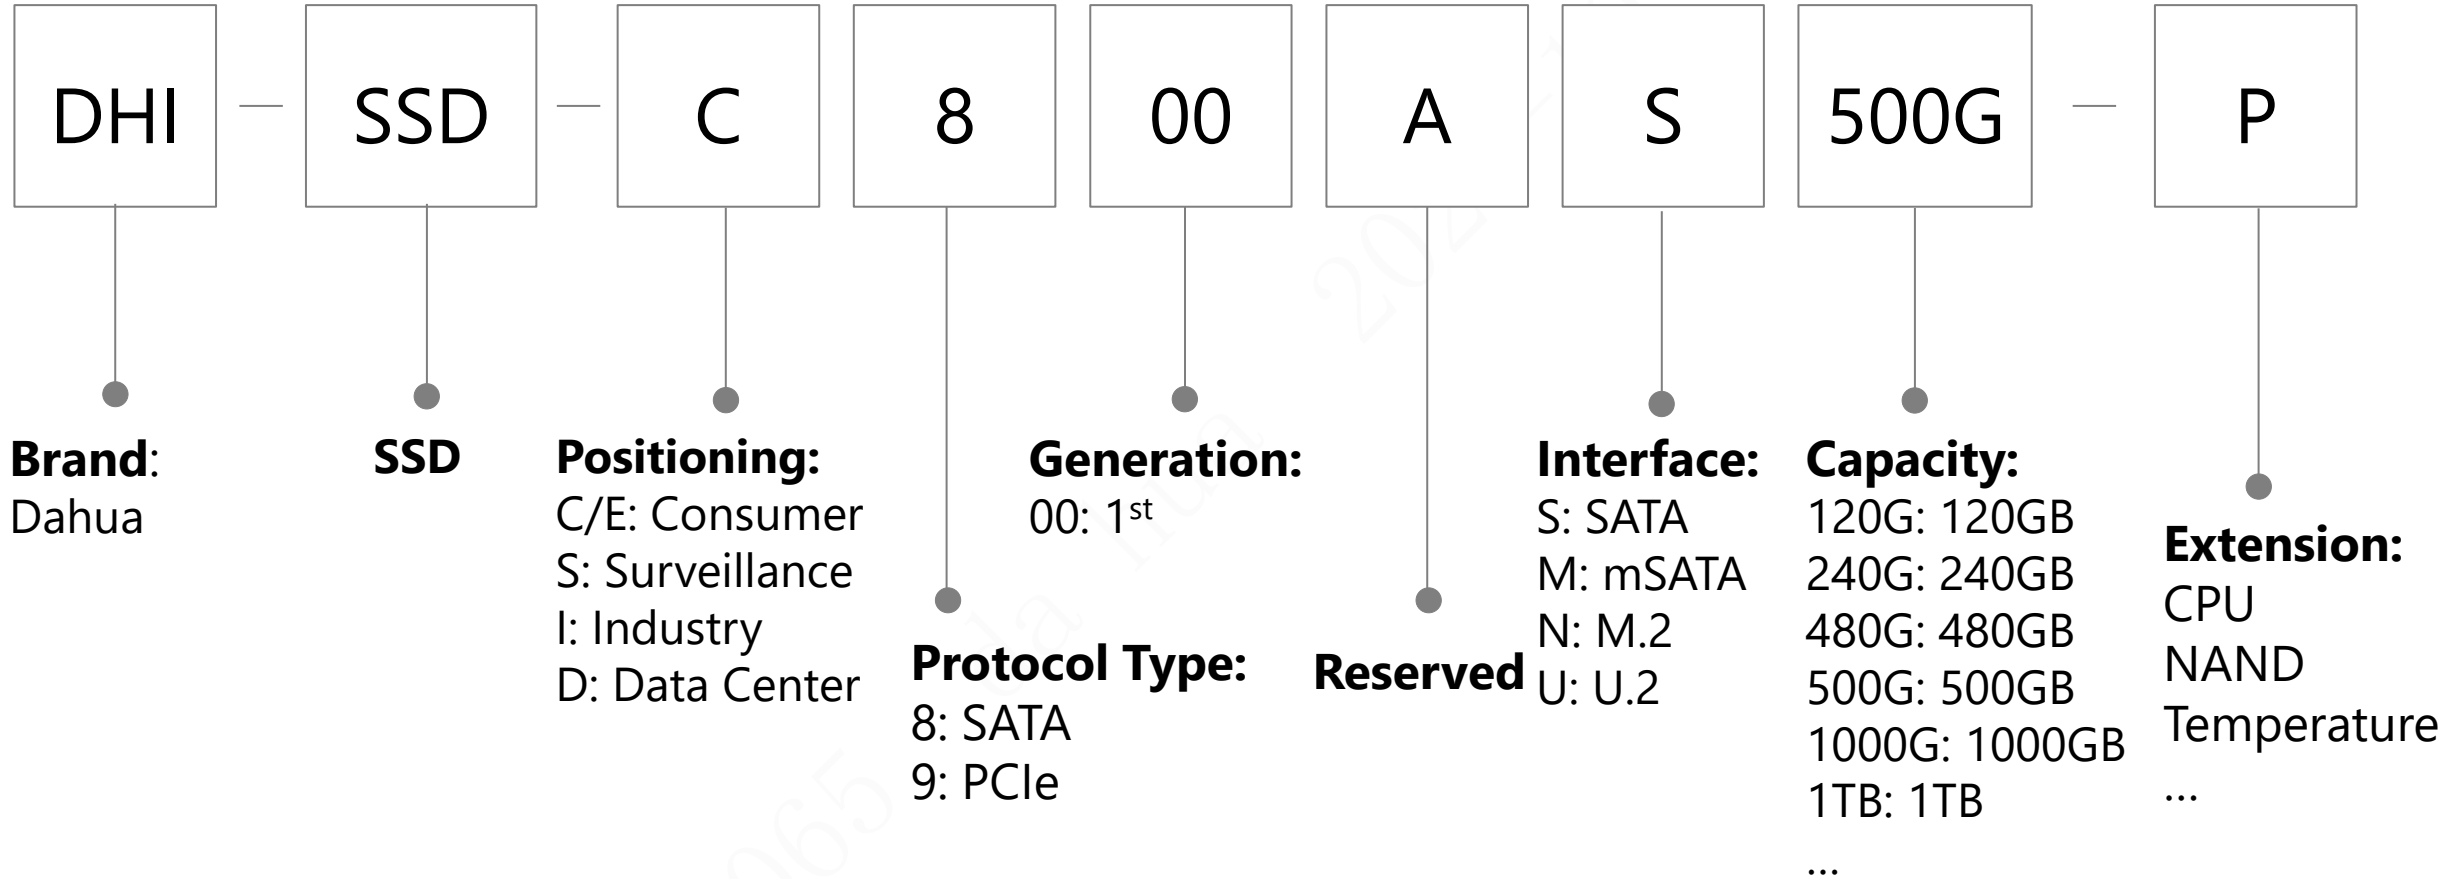 DHI — SSD — C 8 00 A S 500G — P
Brand:
Dahua
SSD
Positioning:
C/E: Consumer
S: Surveillance
I: Industry
D: Data Center
Protocol Type:
8: SATA
9: PCIe
Generation:
00: 1st
Reserved
Interface:
S: SATA
M: mSATA
N: M.2
U: U.2
Capacity:
120G: 120GB
240G: 240GB
480G: 480GB
500G: 500GB
1000G: 1000GB
1TB: 1TB
...
Extension:
CPU
NAND
Temperature
...